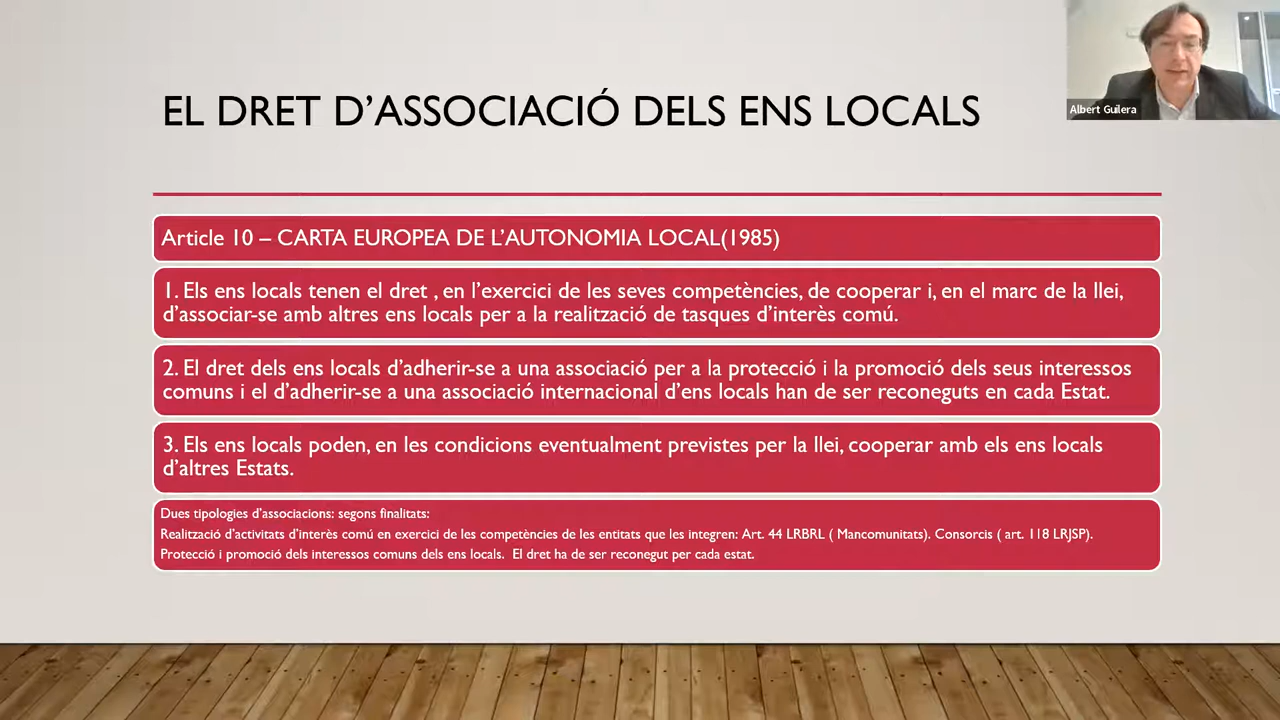 EL DRET D'ASSOCIACIÓ DELS ENS LOCALS
Albert Guilera
Article 10 – CARTA EUROPEA DE L'AUTONOMIA LOCAL(1985)
1. Els ens locals tenen el dret , en l'exercici de les seves competències, de cooperar i, en el marc de la llei,
d'associar-se amb altres ens locals per a la realització de tasques d'interès comú.
2. El dret dels ens locals d'adherir-se a una associació per a la protecció i la promoció dels seus interessos
comuns i el d'adherir-se a una associació internacional d'ens locals han de ser reconeguts en cada Estat.
3. Els ens locals poden, en les condicions eventualment previstes per la llei, cooperar amb els ens locals
d'altres Estats.
Dues tipologies d'associacions: segons finalitats:
Realització d'activitats d'interès comú en exercici de les competències de les entitats que les integren: Art. 44 LRBRL ( Mancomunitats). Consorcis ( art. 118 LRJSP).
Protecció i promoció dels interessos comuns dels ens locals. El dret ha de ser reconegut per cada estat.